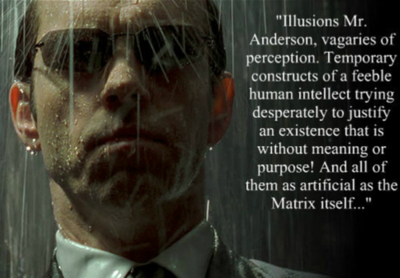 "Illusions Mr.
Anderson, vagaries of
perception. Temporary
constructs of a feeble
human intellect trying
desperately to justify
an existence that is
without meaning or
purpose! And all of
them as artificial as the
Matrix itself..."